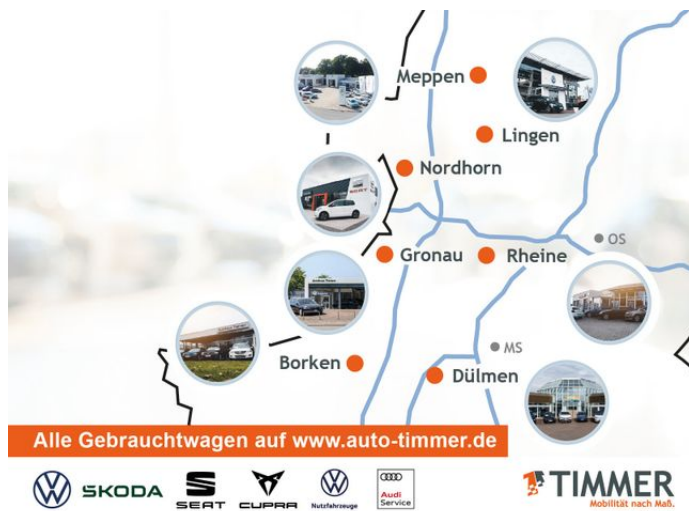 Meppen
Lingen
Nordhorn
OS
Gronau
Rheine
MS
Borken
Dülmen
Alle Gebrauchtwagen auf www.auto-timmer.de
SKODA
SEAT
CUPRA
Nutzfahrzeuge
Audi
Service
TIMMER
Mobilität nach Maß.